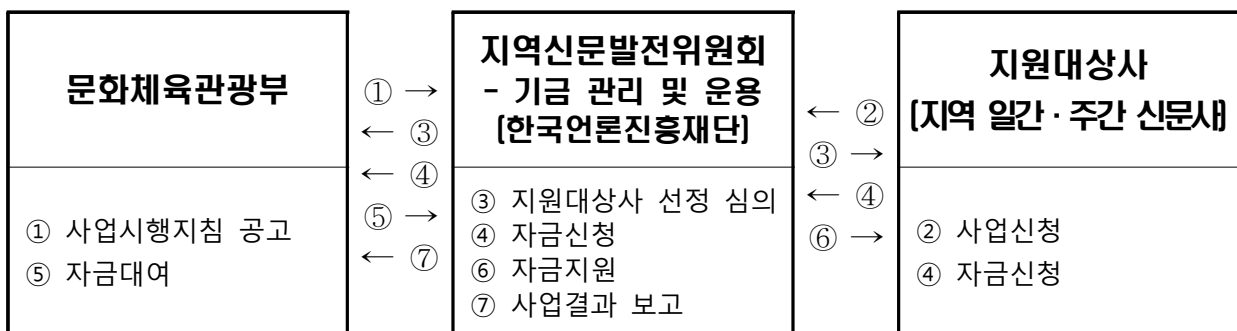 문화체육관광부
① 사업시행지침 공고
⑤ 자금대여
① →
← ③
← ④
⑤ →
← ⑦
지역신문발전위원회
- 기금 관리 및 운용
(한국언론진흥재단)
③ 지원대상사 선정 심의
④ 자금신청
⑥ 자금지원
⑦ 사업결과 보고
← ②
③ →
← ④
⑥ →
지원대상사
(지역 일간·주간 신문사)
② 사업신청
④ 자금신청